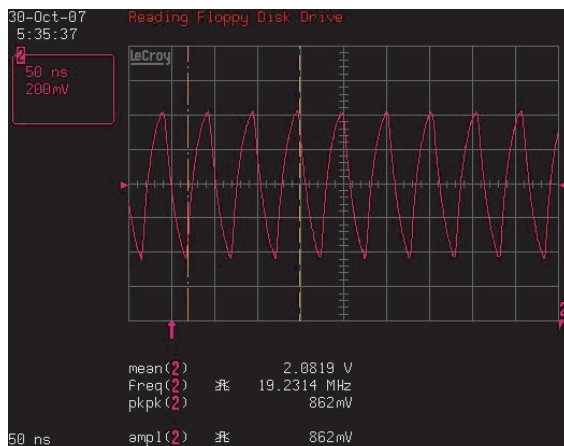 30-Oct-07
5:35:37
Reading Floppy Disk Drive
2
50 ns
200mV
LeCroy
2
mean(2) 2.0819 V
freq(2) 19.2314 MHz
pkpk(2) 862mV
50 ns
ampl(2) 862mV